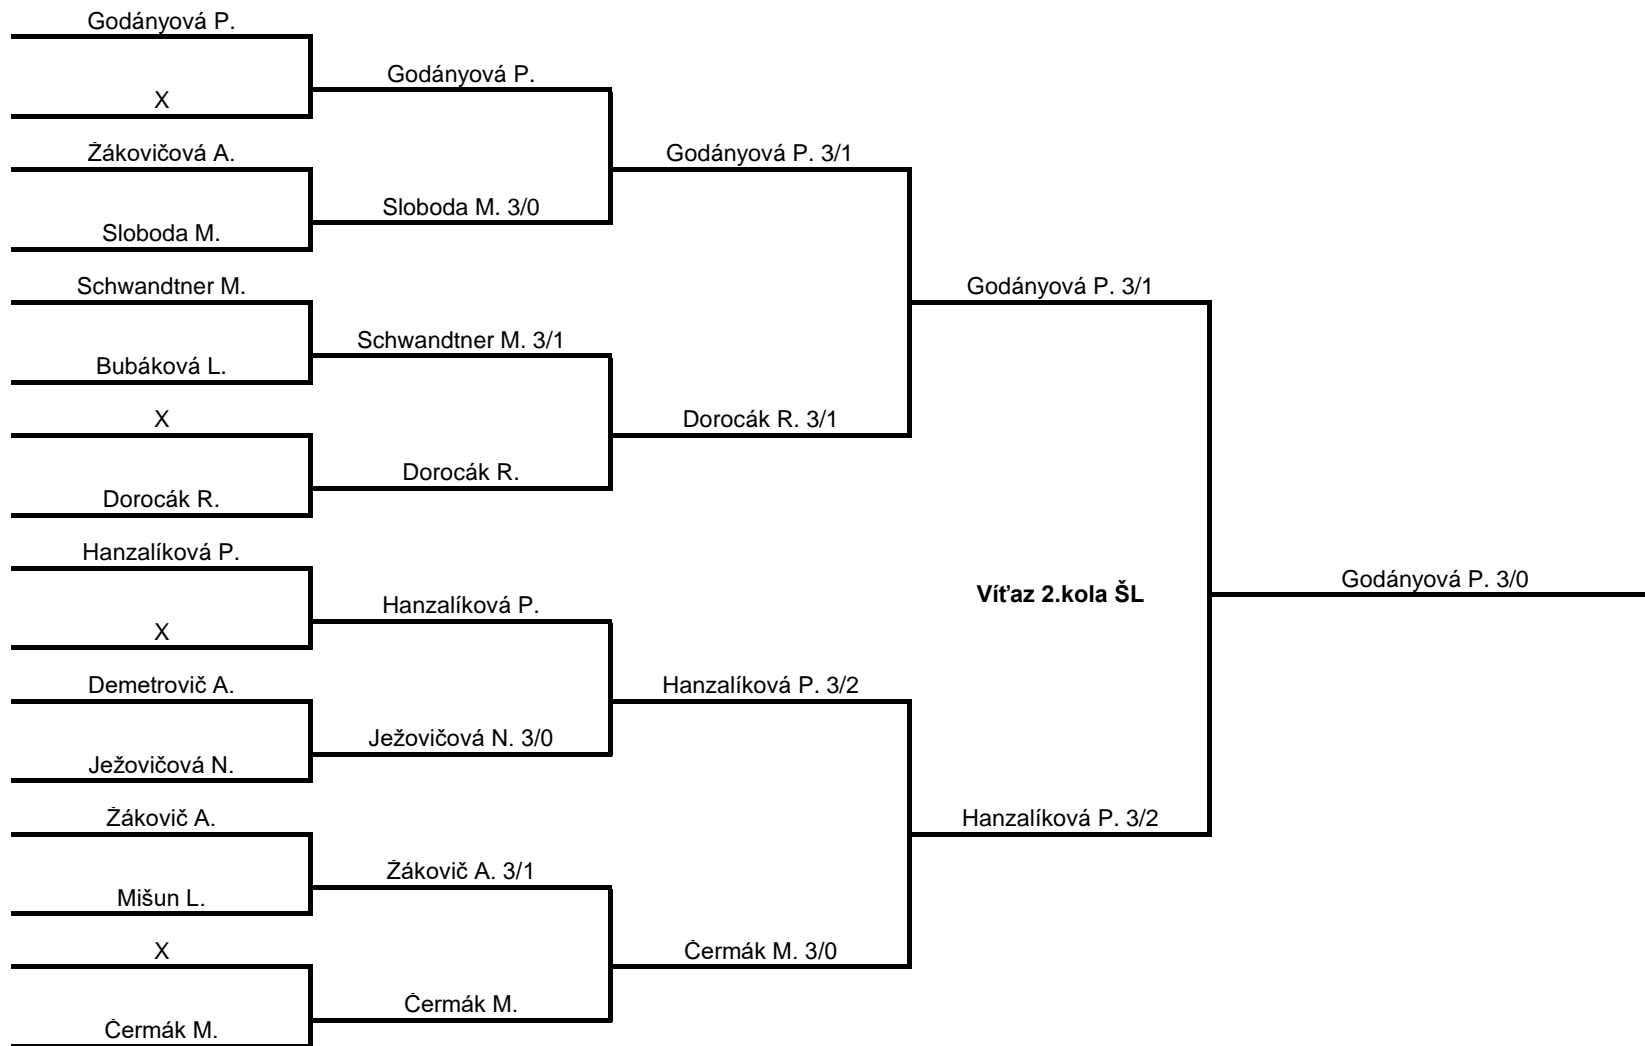 Godányová P.
X
Žákovičová A.
Sloboda M.
Schwandtner M.
Bubáková L.
X
Dorocák R.
Hanzalíková P.
X
Demetrovič A.
Ježovičová N.
Žákovič A.
Mišun L.
X
Čermák M.
Godányová P.
Sloboda M. 3/0
Schwandtner M. 3/1
Dorocák R.
Hanzalíková P.
Ježovičová N. 3/0
Žákovič A. 3/1
Čermák M.
Godányová P. 3/1
Dorocák R. 3/1
Hanzalíková P. 3/2
Čermák M. 3/0
Godányová P. 3/1
Víťaz 2.kola ŠL
Hanzalíková P. 3/2
Godányová P. 3/0